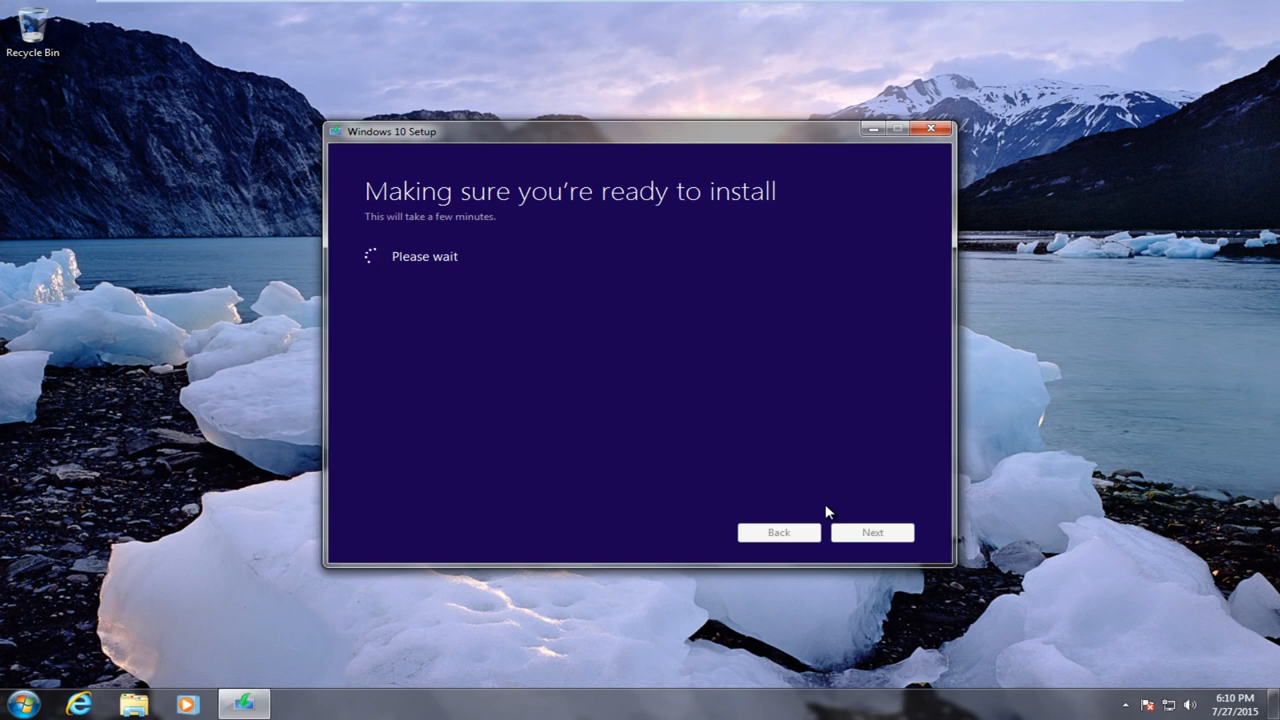 Recycle Bin
Windows 10 Setup
Making sure you're ready to install
This will take a few minutes.
Please wait
Back
Next
6:10 PM
7/27/2015